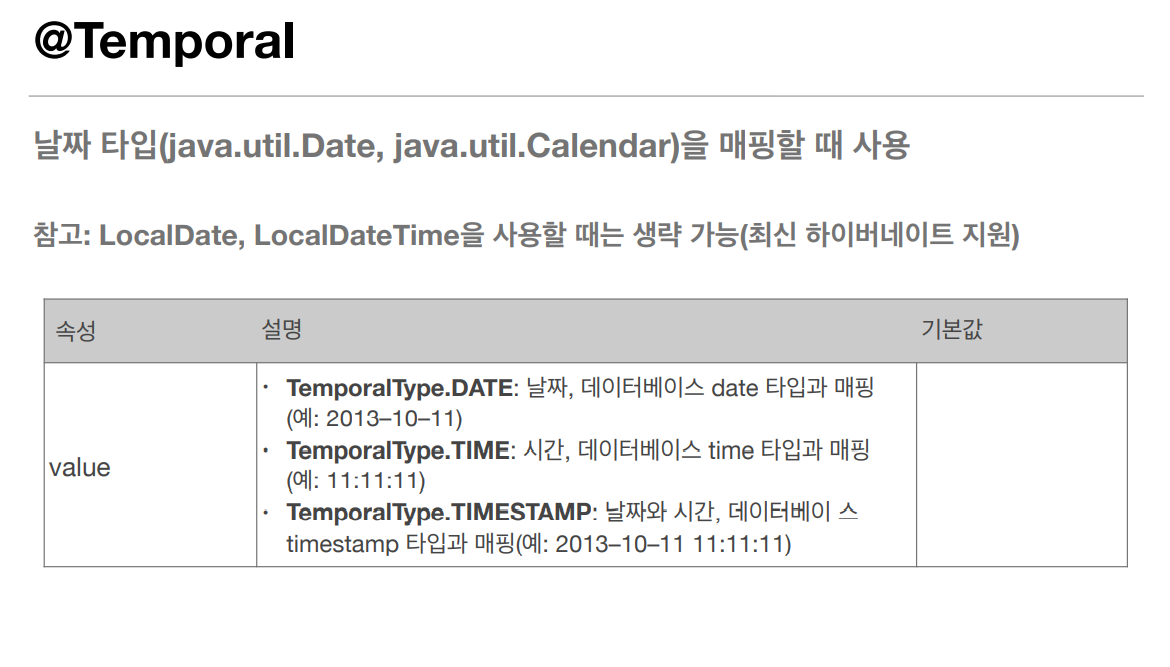 @Temporal
날짜 타입(java.util.Date, java.util.Calendar)을 매핑할 때 사용
참고: LocalDate, LocalDateTime을 사용할 때는 생략 가능(최신 하이버네이트 지원)
속성 설명 기본값
value
• TemporalType.DATE: 날짜, 데이터베이스 date 타입과 매핑
(예: 2013–10–11)
• TemporalType.TIME: 시간, 데이터베이스 time 타입과 매핑
(예: 11:11:11)
• TemporalType.TIMESTAMP: 날짜와 시간, 데이터베이 스
timestamp 타입과 매핑(예: 2013–10–11 11:11:11)